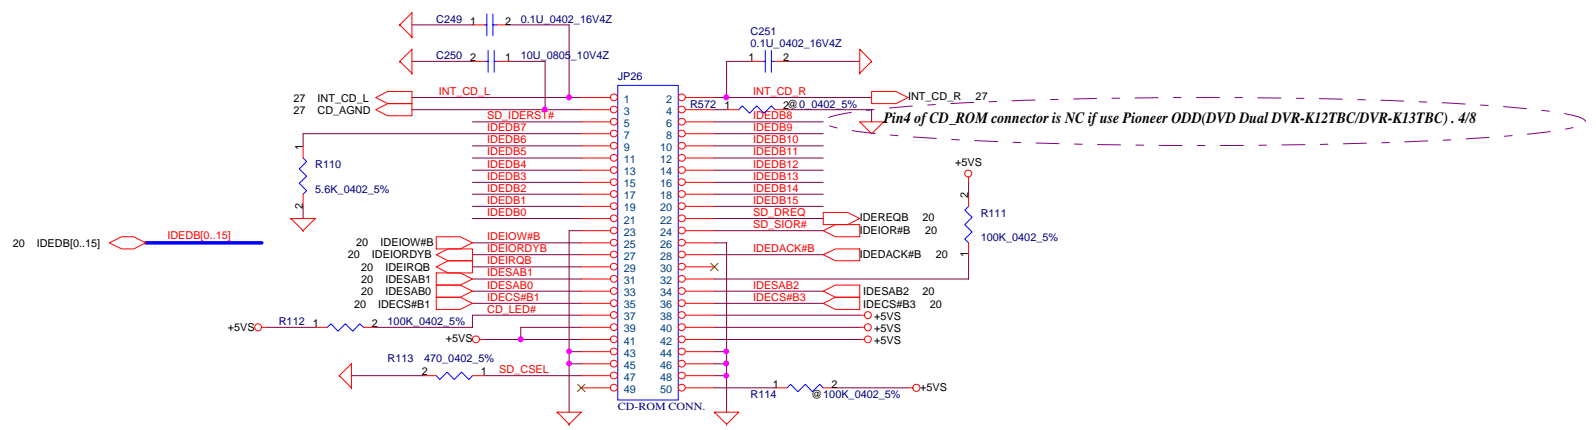 C249 1 2 0.1U_0402_16V4Z
C250 2 1 10U_0805_10V4Z
C251
0.1U_0402_16V4Z
1 2
JP26
27 INT_CD_L INT_CD_L 1 2 INT_CD_R INT_CD_R 27
27 CD_AGND 3 4 R572 1 2 @0_0402_5%
SD_IDERST# 5 6 IDEDB8
Pin4 of CD_ROM connector is NC if use Pioneer ODD(DVD Dual DVR-K12TBC/DVR-K13TBC) . 4/8
IDEDB7 7 8 IDEDB9
IDEDB6 9 10 IDEDB10
IDEDB5 11 12 IDEDB11
IDEDB4 13 14 IDEDB12
IDEDB3 15 16 IDEDB13
IDEDB2 17 18 IDEDB14
IDEDB1 19 20 IDEDB15
IDEDB0 21 22 SD_DREQ IDEREQB 20
23 24 SD_SIOR# IDEIOR#B 20
20 IDEIOW#B IDEIOW#B 25 26
20 IDEIORDYB IDEIORDYB 27 28 IDEDACK#B IDEDACK#B 20
20 IDEIRQB IDEIRQB 29 30
20 IDESAB1 IDESAB1 31 32
20 IDESAB0 IDESAB0 33 34 IDESAB2 IDESAB2 20
20 IDECS#B1 IDECS#B1 35 36 IDECS#B3 IDECS#B3 20
CD_LED# 37 38 +5VS
39 40 +5VS
+5VS 41 42 +5VS
43 44
45 46
SD_CSEL 47 48
49 50
CD-ROM CONN.
1
R110
5.6K_0402_5%
2
20 IDEDB[0..15] IDEDB[0..15]
+5VS R112 1 2 100K_0402_5%
R113 470_0402_5%
2 1
+5VS
2
R111
100K_0402_5%
1
R114 1 2 @100K_0402_5% +5VS